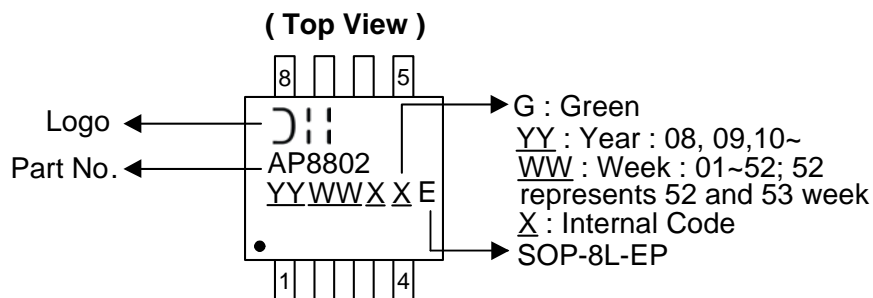 ( Top View )
8 5
Logo
Part No.
AP8802
YYWWXXE
1 4
G : Green
YY : Year : 08, 09,10~
WW : Week : 01~52; 52
represents 52 and 53 week
X : Internal Code
SOP-8L-EP